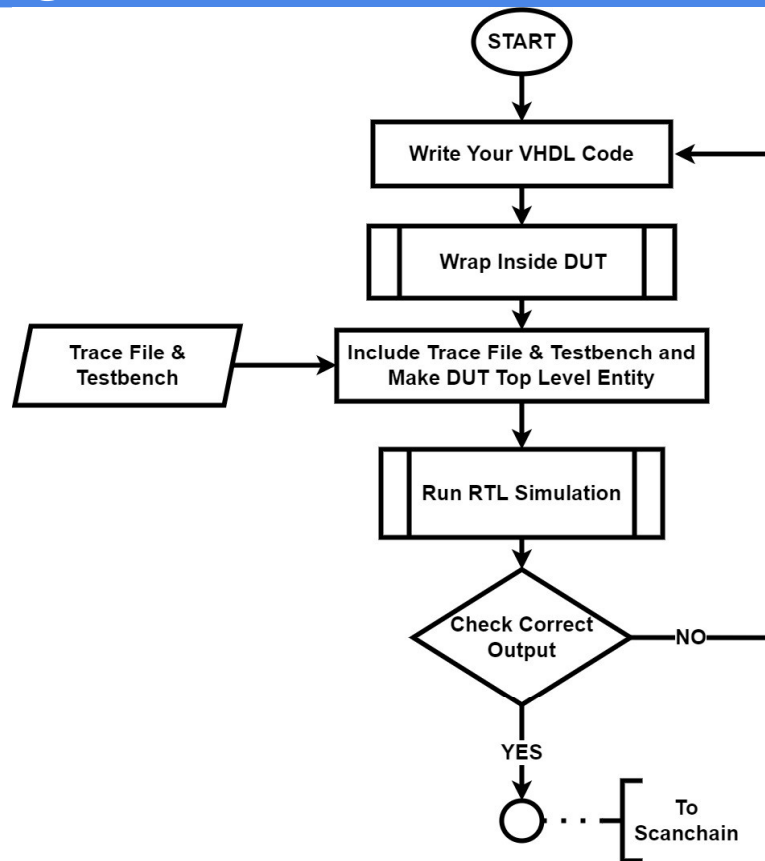 START
Write Your VHDL Code
Wrap Inside DUT
Trace File &
Testbench
Include Trace File & Testbench and
Make DUT Top Level Entity
Run RTL Simulation
Check Correct
Output
NO
YES
To
Scanchain